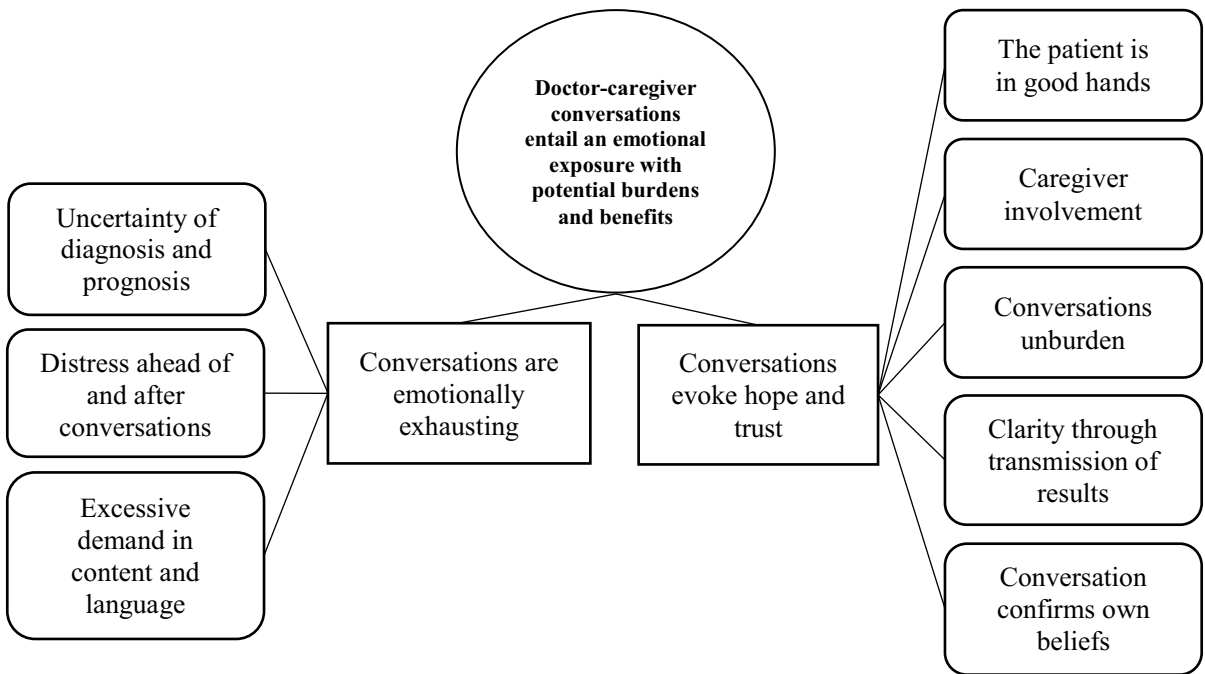 Doctor-caregiver
conversations
entail an emotional
exposure with
potential burdens
and benefits
Conversations are
emotionally
exhausting
Uncertainty of
diagnosis and
prognosis
Distress ahead of
and after
conversations
Excessive
demand in
content and
language
Conversations
evoke hope and
trust
The patient is
in good hands
Caregiver
involvement
Conversations
unburden
Clarity through
transmission of
results
Conversation
confirms own
beliefs